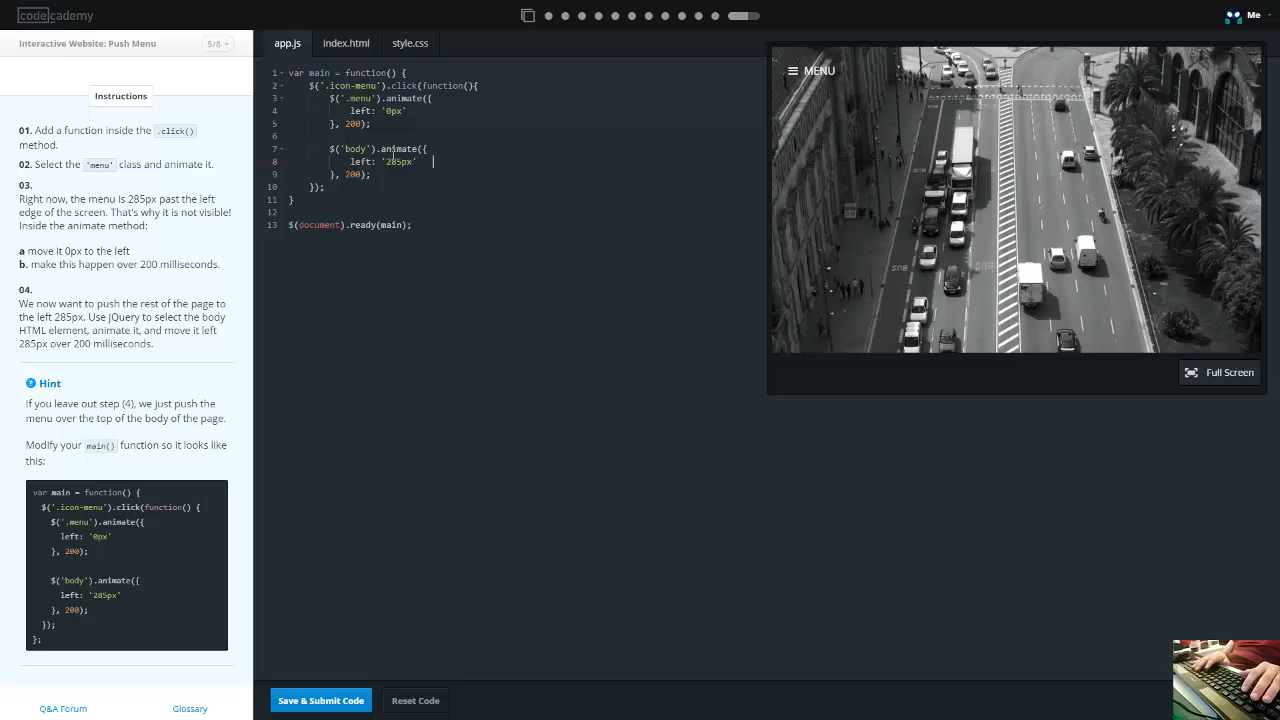 codecademy
Me
Interactive Website: Push Menu
5/8
app.js
index.html
style.css
Instructions
01. Add a function inside the .click()
method.
02. Select the 'menu' class and animate it.
03.
Right now, the menu is 285px past the left
edge of the screen. That's why it is not visible!
Inside the animate method:
a move it 0px to the left
b. make this happen over 200 milliseconds.
04.
We now want to push the rest of the page to
the left 285px. Use jQuery to select the body
HTML element, animate it, and move it left
285px over 200 milliseconds.
Hint
If you leave out step (4), we just push the
menu over the top of the body of the page.
Modify your main() function so it looks like
this:
var main = function() {
$('.icon-menu').click(function() {
$('.menu').animate({
left: '0px'
}, 200);
$('body').animate({
left: '285px'
}, 200);
});
};
Q&A Forum
Glossary
1 var main = function() {
2 $('.icon-menu').click(function(){
3 $('.menu').animate({
4 left: '0px'
5 }, 200);
6
7 $('body').animate({
8 left: '285px'
9 }, 200);
10 });
11 }
12
13 $(document).ready(main);
MENU
BUS
BUS
Full Screen
Save & Submit Code
Reset Code